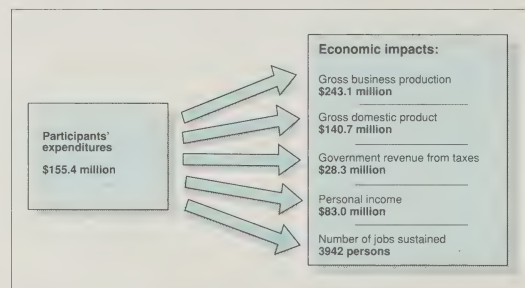 Participants'
expenditures
$155.4 million
Economic impacts:
Gross business production
$243.1 million
Gross domestic product
$140.7 million
Government revenue from taxes
$28.3 million
Personal income
$83.0 million
Number of jobs sustained
3942 persons